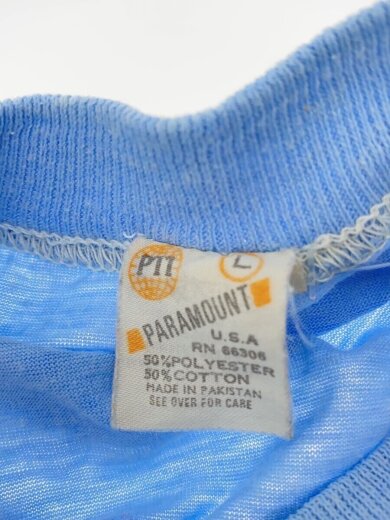 PTI L
PARAMOUNT
U.S.A
RN 66306
50%POLYESTER
50%COTTON
MADE IN PAKISTAN
SEE OVER FOR CARE